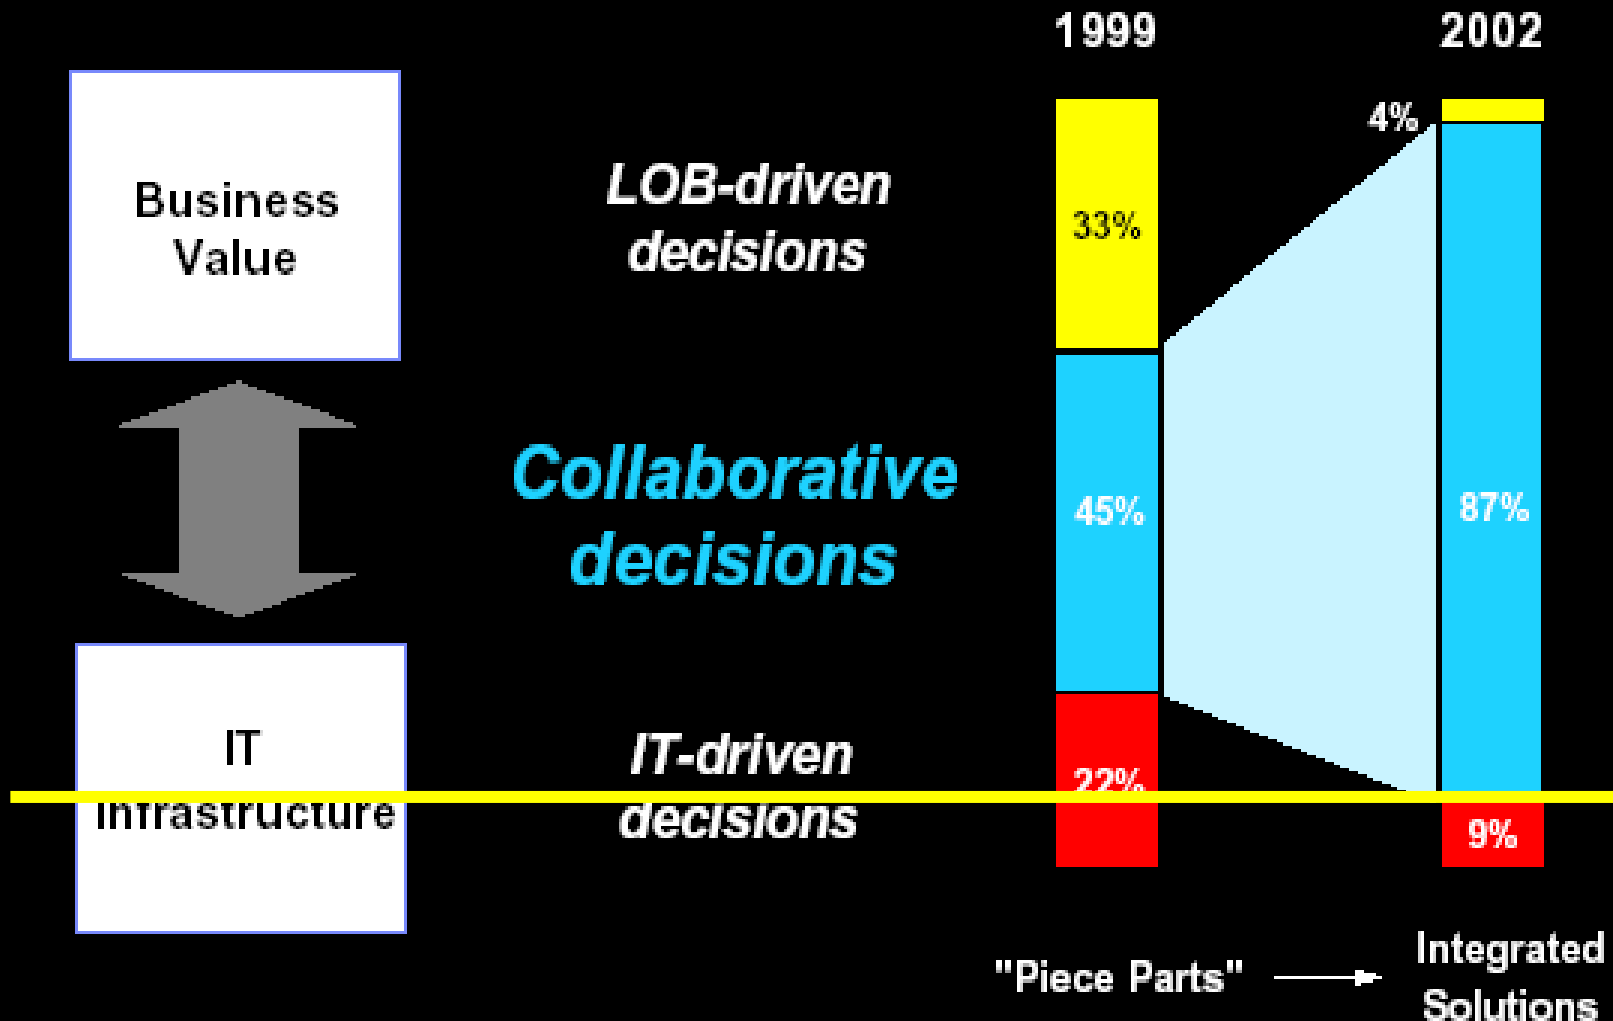 1999
2002
Business
Value
LOB-driven
decisions
33%
4%
Collaborative
decisions
45%
87%
IT
Infrastructure
IT-driven
decisions
22%
9%
"Piece Parts"
Integrated
Solutions